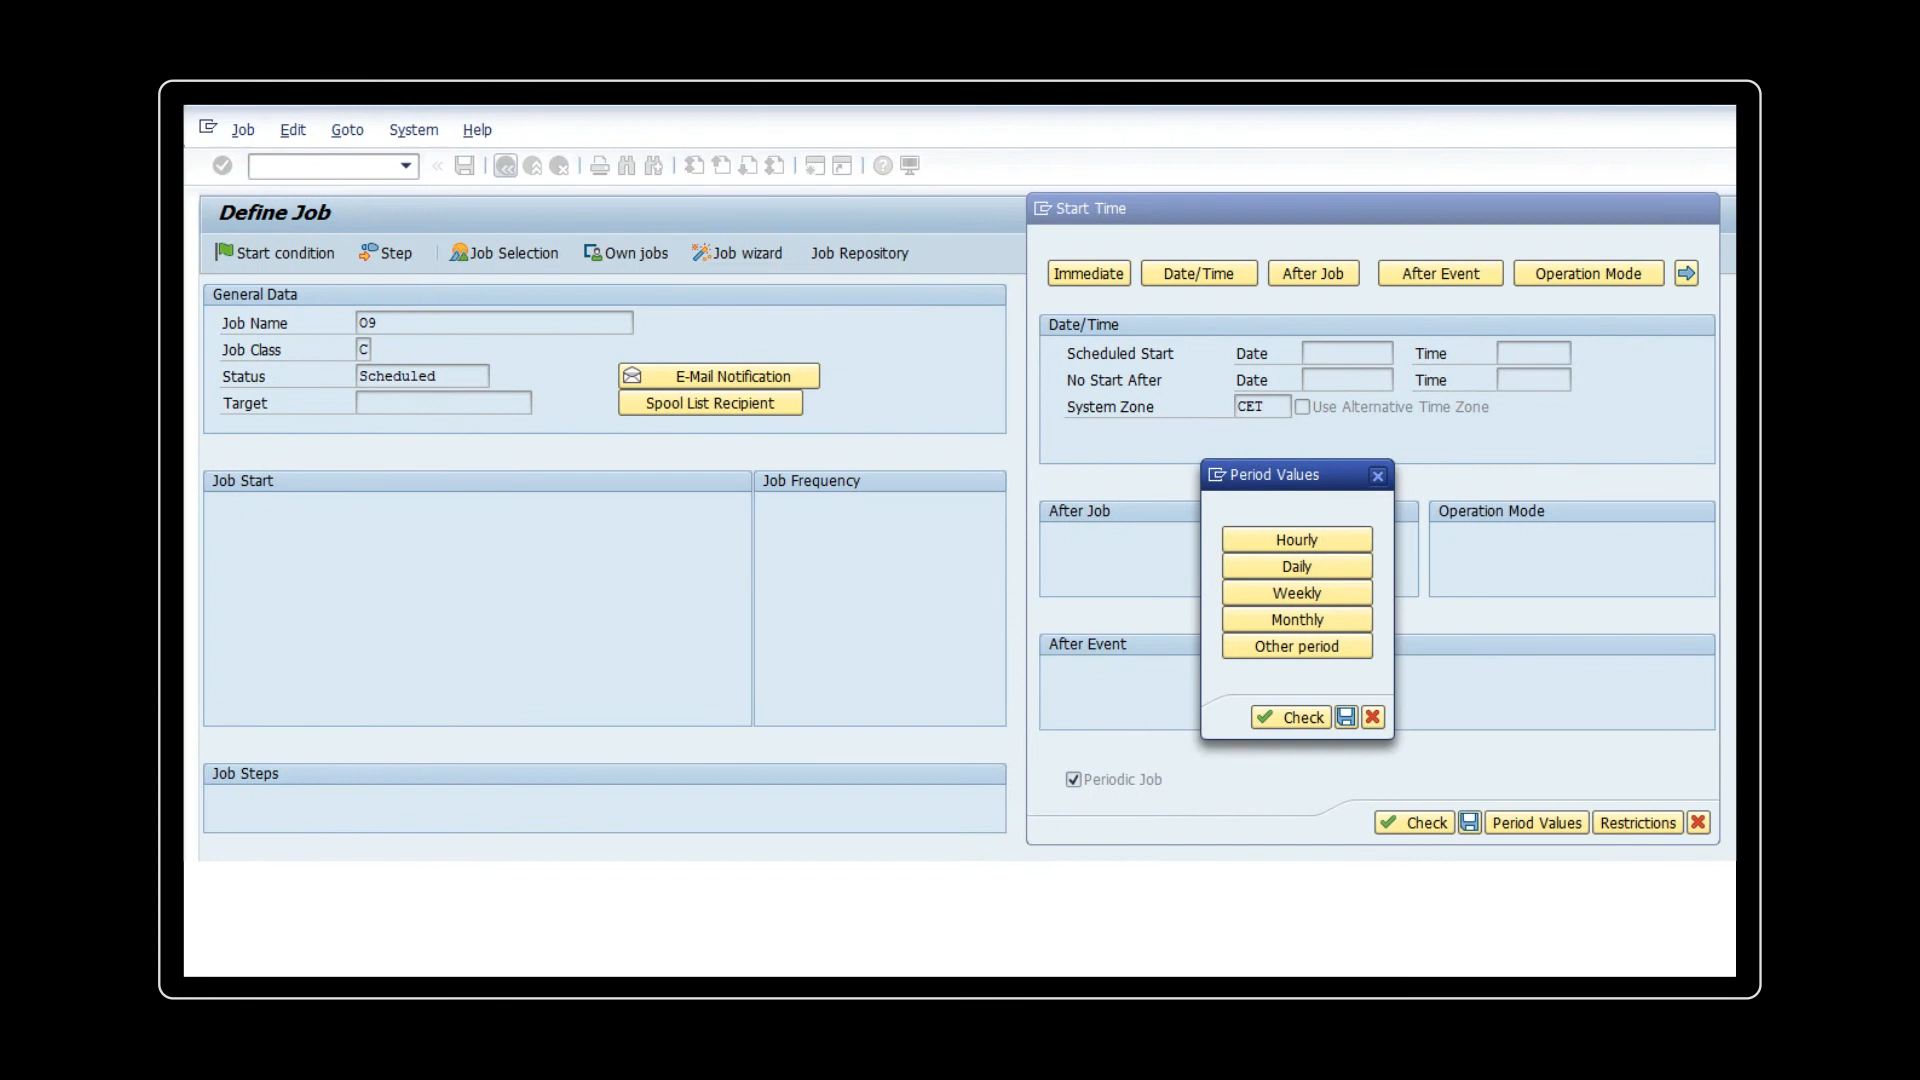 Job Edit Goto System Help
Define Job
Start condition Step Job Selection Own jobs Job wizard Job Repository
General Data
Job Name O9
Job Class C
Status Scheduled
Target
E-Mail Notification
Spool List Recipient
Job Start
Job Frequency
Job Steps
Start Time
Immediate Date/Time After Job After Event Operation Mode
Date/Time
Scheduled Start Date Time
No Start After Date Time
System Zone CET Use Alternative Time Zone
After Job
Operation Mode
After Event
Period Values
Hourly
Daily
Weekly
Monthly
Other period
Check
Periodic Job
Check Period Values Restrictions